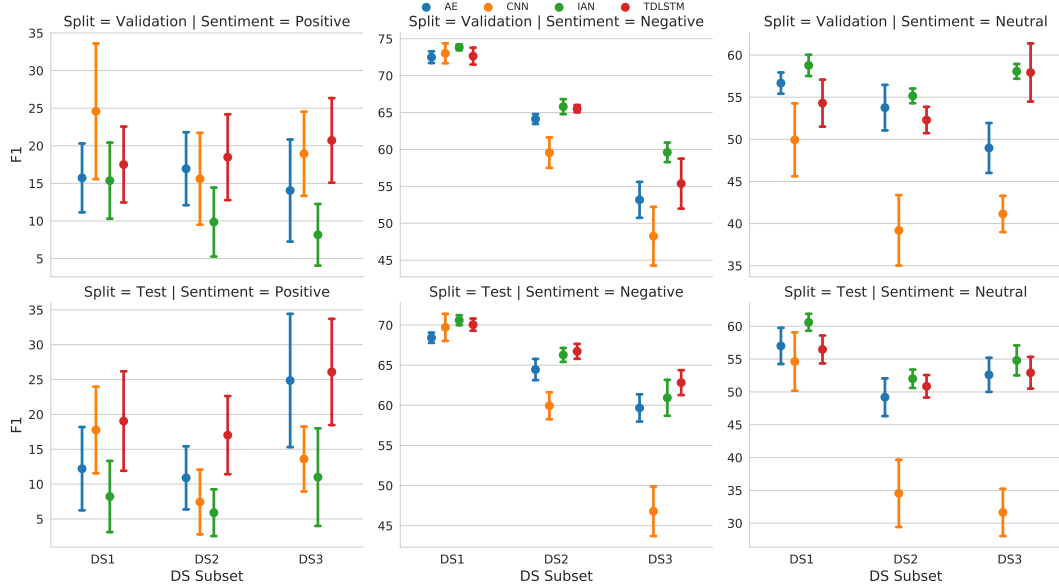 AE CNN IAN TDLSTM
Split = Validation | Sentiment = Positive
Split = Validation | Sentiment = Negative
Split = Validation | Sentiment = Neutral
35
30
25
20
15
10
5
F1
75
70
65
60
55
50
45
60
55
50
45
40
35
Split = Test | Sentiment = Positive
Split = Test | Sentiment = Negative
Split = Test | Sentiment = Neutral
35
30
25
20
15
10
5
F1
DS1 DS2 DS3
DS Subset
70
65
60
55
50
45
DS1 DS2 DS3
DS Subset
60
55
50
45
40
35
30
DS1 DS2 DS3
DS Subset